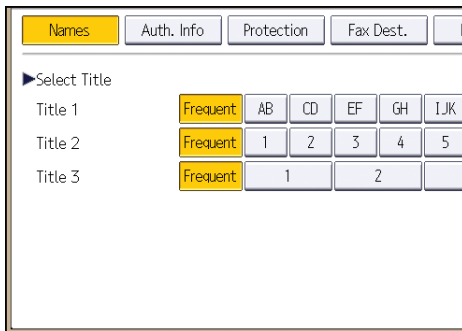 Names Auth. Info Protection Fax Dest.
▶Select Title
Title 1 Frequent AB CD EF GH IJK
Title 2 Frequent 1 2 3 4 5
Title 3 Frequent 1 2